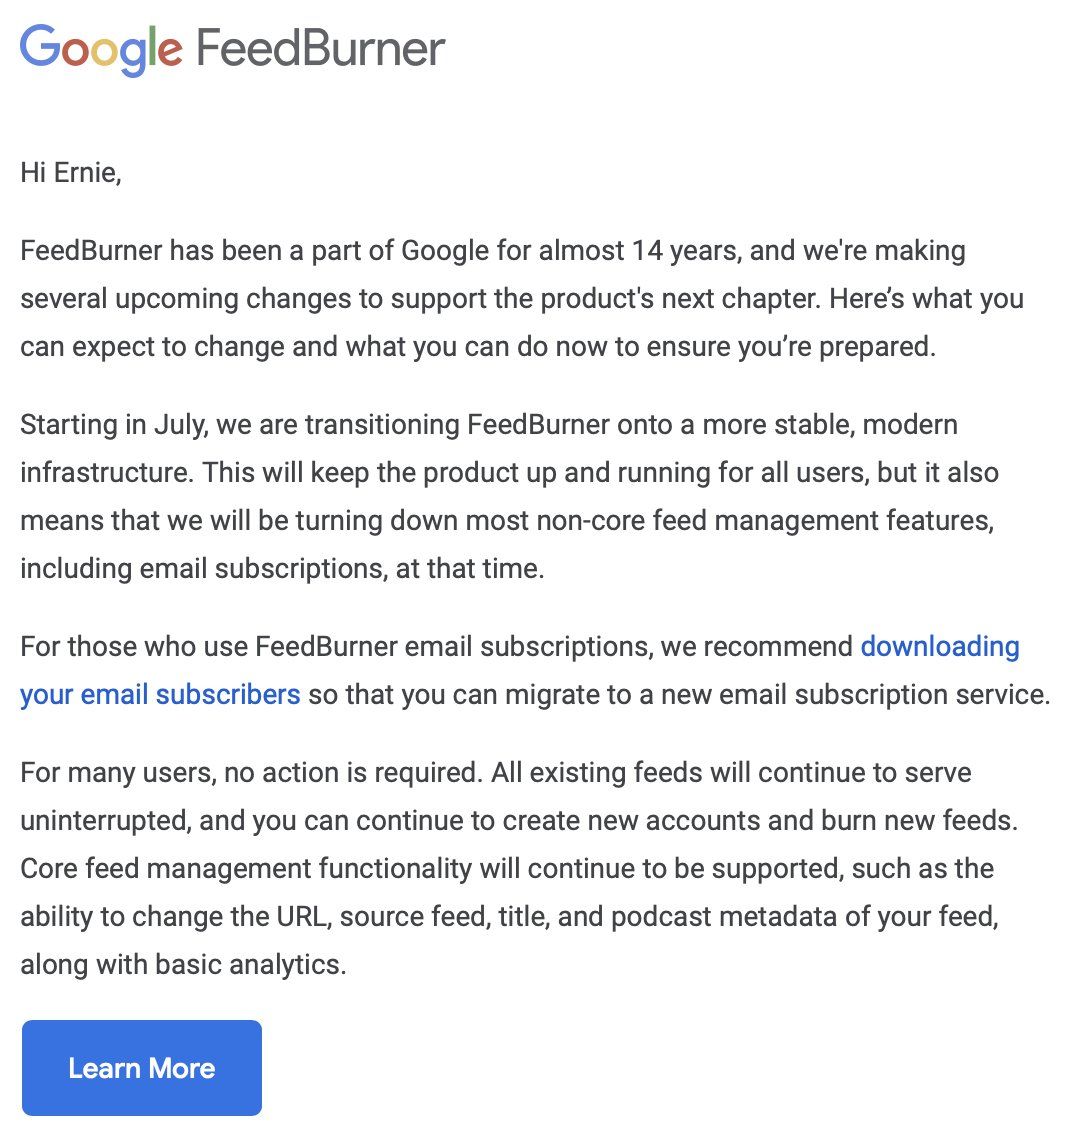 Google FeedBurner
Hi Ernie,
FeedBurner has been a part of Google for almost 14 years, and we're making
several upcoming changes to support the product's next chapter. Here’s what you
can expect to change and what you can do now to ensure you’re prepared.
Starting in July, we are transitioning FeedBurner onto a more stable, modern
infrastructure. This will keep the product up and running for all users, but it also
means that we will be turning down most non-core feed management features,
including email subscriptions, at that time.
For those who use FeedBurner email subscriptions, we recommend downloading
your email subscribers so that you can migrate to a new email subscription service.
For many users, no action is required. All existing feeds will continue to serve
uninterrupted, and you can continue to create new accounts and burn new feeds.
Core feed management functionality will continue to be supported, such as the
ability to change the URL, source feed, title, and podcast metadata of your feed,
along with basic analytics.
Learn More